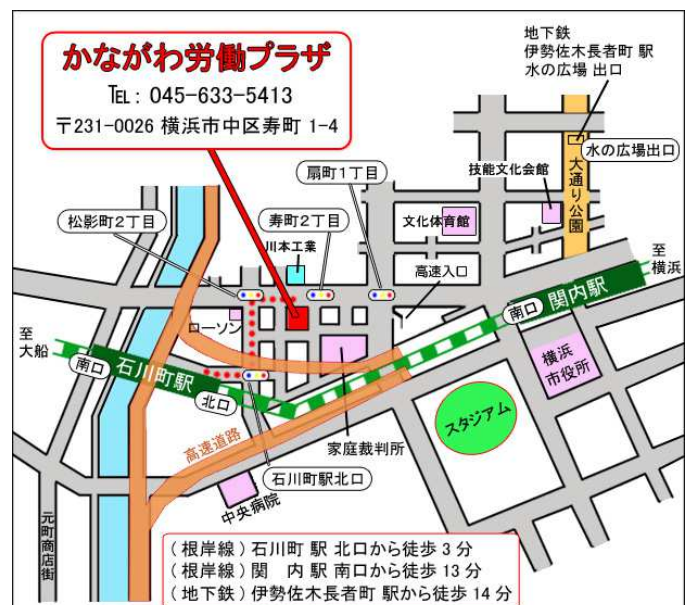 かながわ労働プラザ
TEL : 045-633-5413
〒231-0026 横浜市中区寿町 1-4
地下鉄
伊勢佐木長者町 駅
水の広場 出口
水の広場出口
大通り公園
技能文化会館
文化体育館
扇町1丁目
寿町2丁目
松影町2丁目
川本工業
高速入口
至
横浜
関内駅
南口
ローソン
至
大船
南口
石川町駅
北口
横浜
市役所
スタジアム
家庭裁判所
高速道路
石川町駅北口
中央病院
元町商店街
(根岸線) 石川町 駅 北口から徒歩 3 分
(根岸線) 関 内 駅 南口から徒歩 13 分
(地下鉄) 伊勢佐木長者町 駅から徒歩 14 分